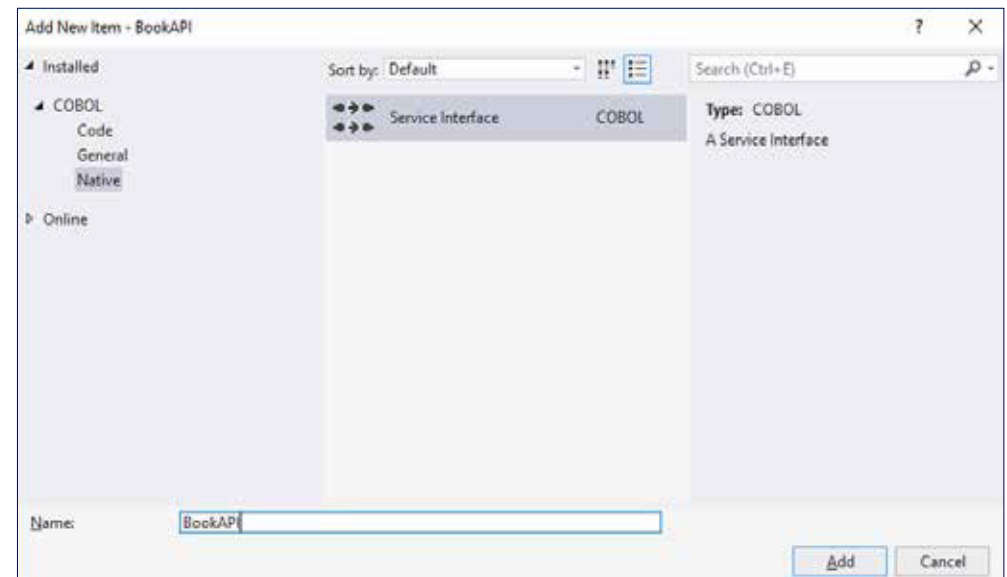 Add New Item - BookAPI
? ×
Installed
COBOL
Code
General
Native
Online
Sort by: Default
Search (Ctrl+E)
Service Interface COBOL
Type: COBOL
A Service Interface
Name: BookAPI
Add Cancel